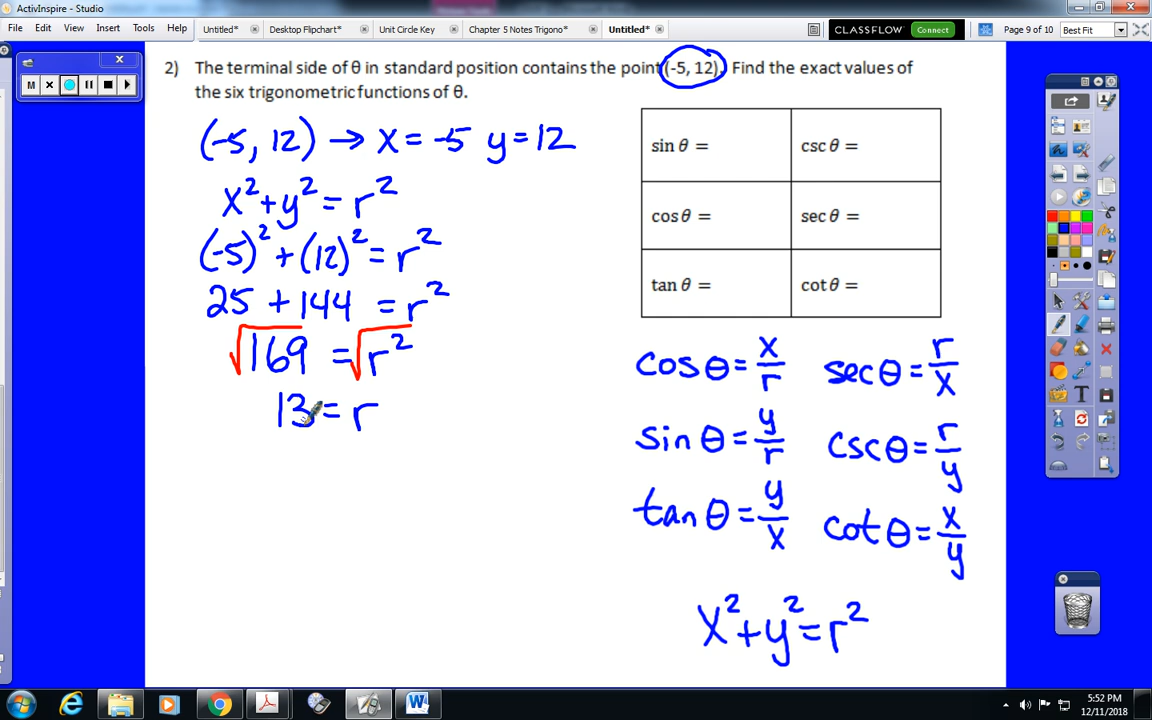 ActivInspire - Studio
File Edit View Insert Tools Help
Untitled* Desktop Flipchart* Unit Circle Key Chapter 5 Notes Trigono* Untitled*
CLASSFLOW Connect
Page 9 of 10 Best Fit
M
2) The terminal side of θ in standard position contains the point (-5, 12). Find the exact values of
the six trigonometric functions of θ.
(-5, 12) → x = -5 y = 12
x² + y² = r²
(-5)² + (12)² = r²
25 + 144 = r²
√169 = √r²
13 = r
sin θ = csc θ =
cos θ = sec θ =
tan θ = cot θ =
cos θ = x/r sec θ = r/x
sin θ = y/r csc θ = r/y
tan θ = y/x cot θ = x/y
x² + y² = r²
5:52 PM
12/11/2018